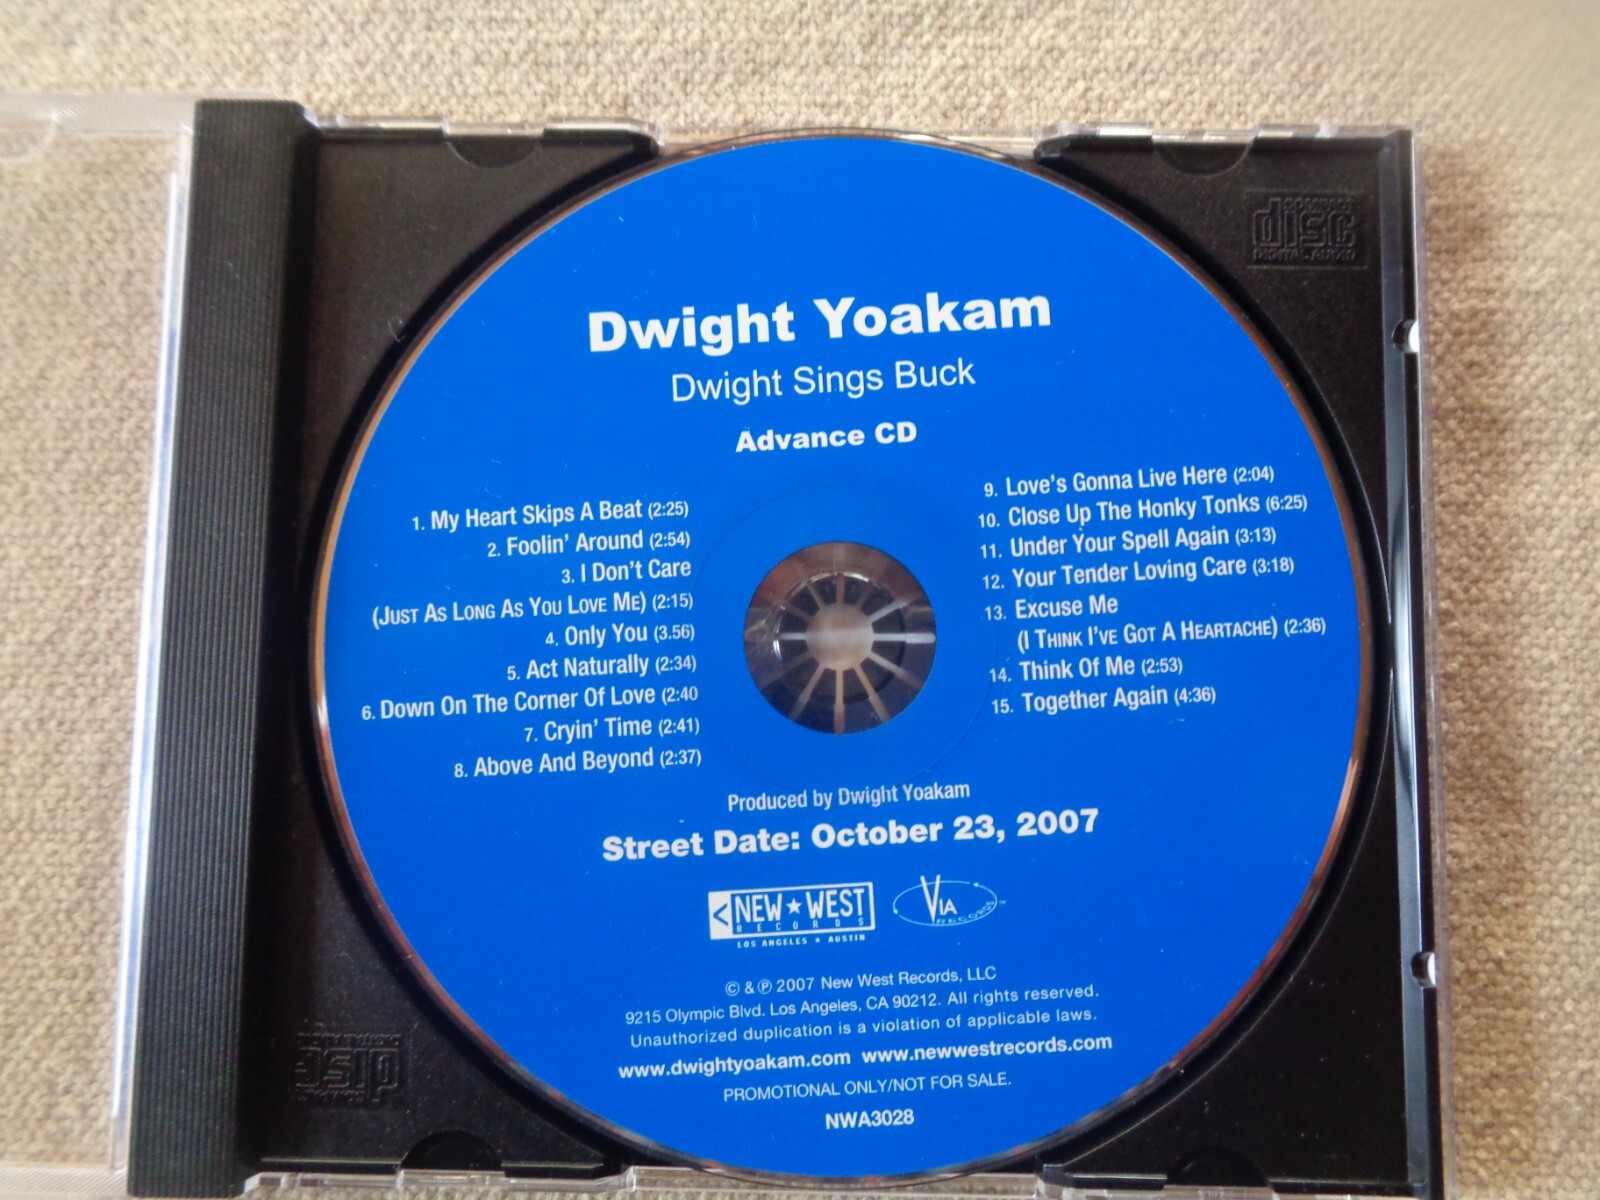 COMPACT
disc
DIGITAL AUDIO
Dwight Yoakam
Dwight Sings Buck
Advance CD
1. My Heart Skips A Beat (2:25)
2. Foolin' Around (2:54)
3. I Don't Care
(JUST AS LONG AS YOU LOVE ME) (2:15)
4. Only You (3.56)
5. Act Naturally (2:34)
6. Down On The Corner Of Love (2:40
7. Cryin' Time (2:41)
8. Above And Beyond (2:37)
9. Love's Gonna Live Here (2:04)
10. Close Up The Honky Tonks (6:25)
11. Under Your Spell Again (3:13)
12. Your Tender Loving Care (3:18)
13. Excuse Me
(I THINK I'VE GOT A HEARTACHE) (2:36)
14. Think Of Me (2:53)
15. Together Again (4:36)
Produced by Dwight Yoakam
Street Date: October 23, 2007
NEW★WEST
RECORDS
LOS ANGELES ★ AUSTIN
VIA
RECORDS™
© & ℗ 2007 New West Records, LLC
9215 Olympic Blvd. Los Angeles, CA 90212. All rights reserved.
Unauthorized duplication is a violation of applicable laws.
www.dwightyoakam.com www.newwestrecords.com
PROMOTIONAL ONLY/NOT FOR SALE.
NWA3028
COMPACT
disc
DIGITAL AUDIO